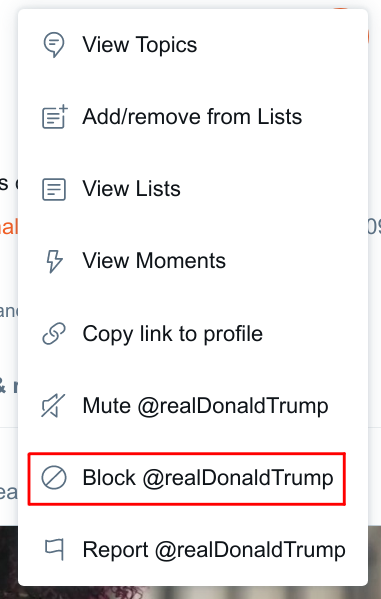 View Topics
Add/remove from Lists
View Lists
View Moments
Copy link to profile
Mute @realDonaldTrump
Block @realDonaldTrump
Report @realDonaldTrump